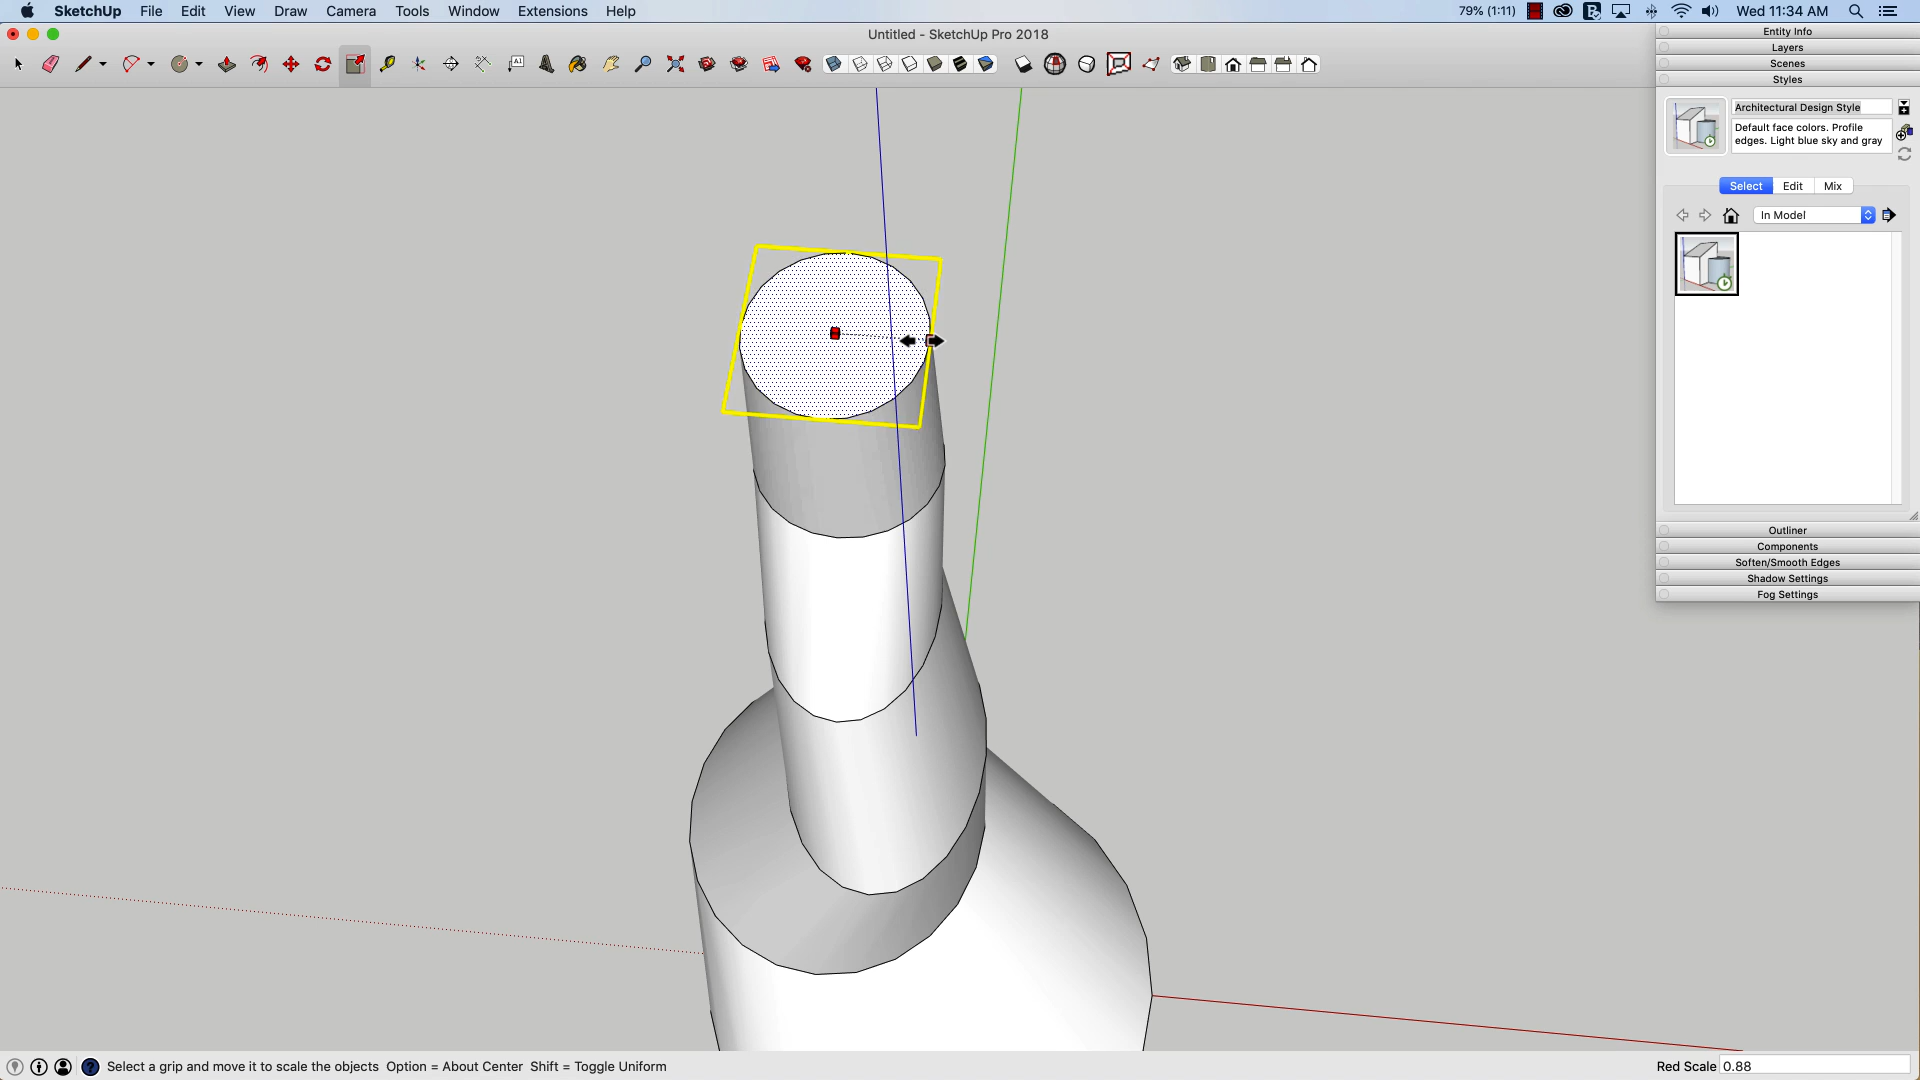 SketchUp File Edit View Draw Camera Tools Window Extensions Help 79% (1:11) Wed 11:34 AM
Untitled - SketchUp Pro 2018
Entity Info
Layers
Scenes
Styles
Architectural Design Style
Default face colors. Profile
edges. Light blue sky and gray
Select Edit Mix
In Model
Outliner
Components
Soften/Smooth Edges
Shadow Settings
Fog Settings
Select a grip and move it to scale the objects Option = About Center Shift = Toggle Uniform
Red Scale 0.88